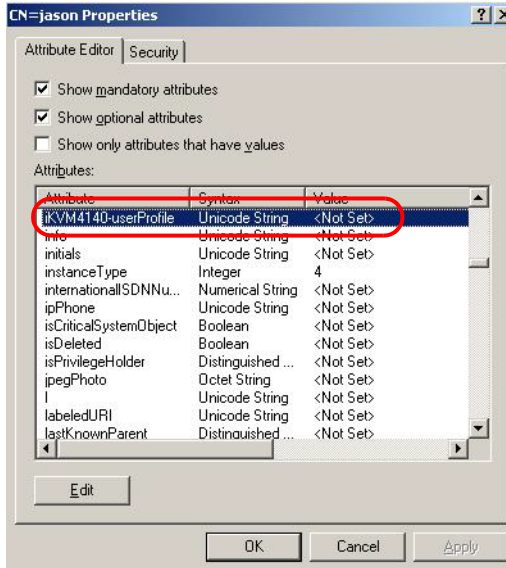 CN=jason Properties
Attribute Editor Security
Show mandatory attributes
Show optional attributes
Show only attributes that have values
Attributes:
Attribute Syntax Value
iKVM4140-userProfile Unicode String <Not Set>
info Unicode String <Not Set>
initials Unicode String <Not Set>
instanceType Integer 4
internationalISDNNu... Numerical String <Not Set>
ipPhone Unicode String <Not Set>
isCriticalSystemObject Boolean <Not Set>
isDeleted Boolean <Not Set>
isPrivilegeHolder Distinguished ... <Not Set>
jpegPhoto Octet String <Not Set>
l Unicode String <Not Set>
labeledURI Unicode String <Not Set>
lastKnownParent Distinguished ... <Not Set>
Edit
OK Cancel Apply